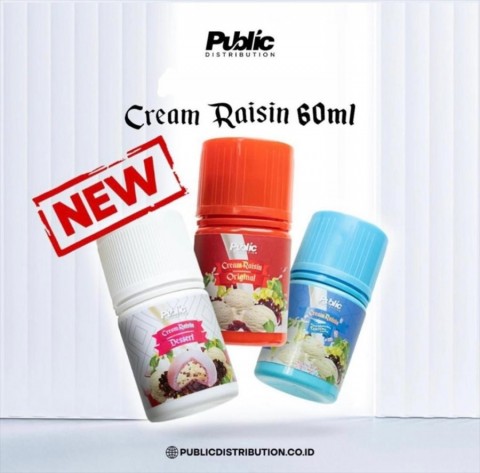 Public
DISTRIBUTION
Cream Raisin 60ml
NEW
Public
Cream Raisin
Original
Public
Cream Raisin
Dessert
Public
Cream Raisin
PUBLICDISTRIBUTION.CO.ID